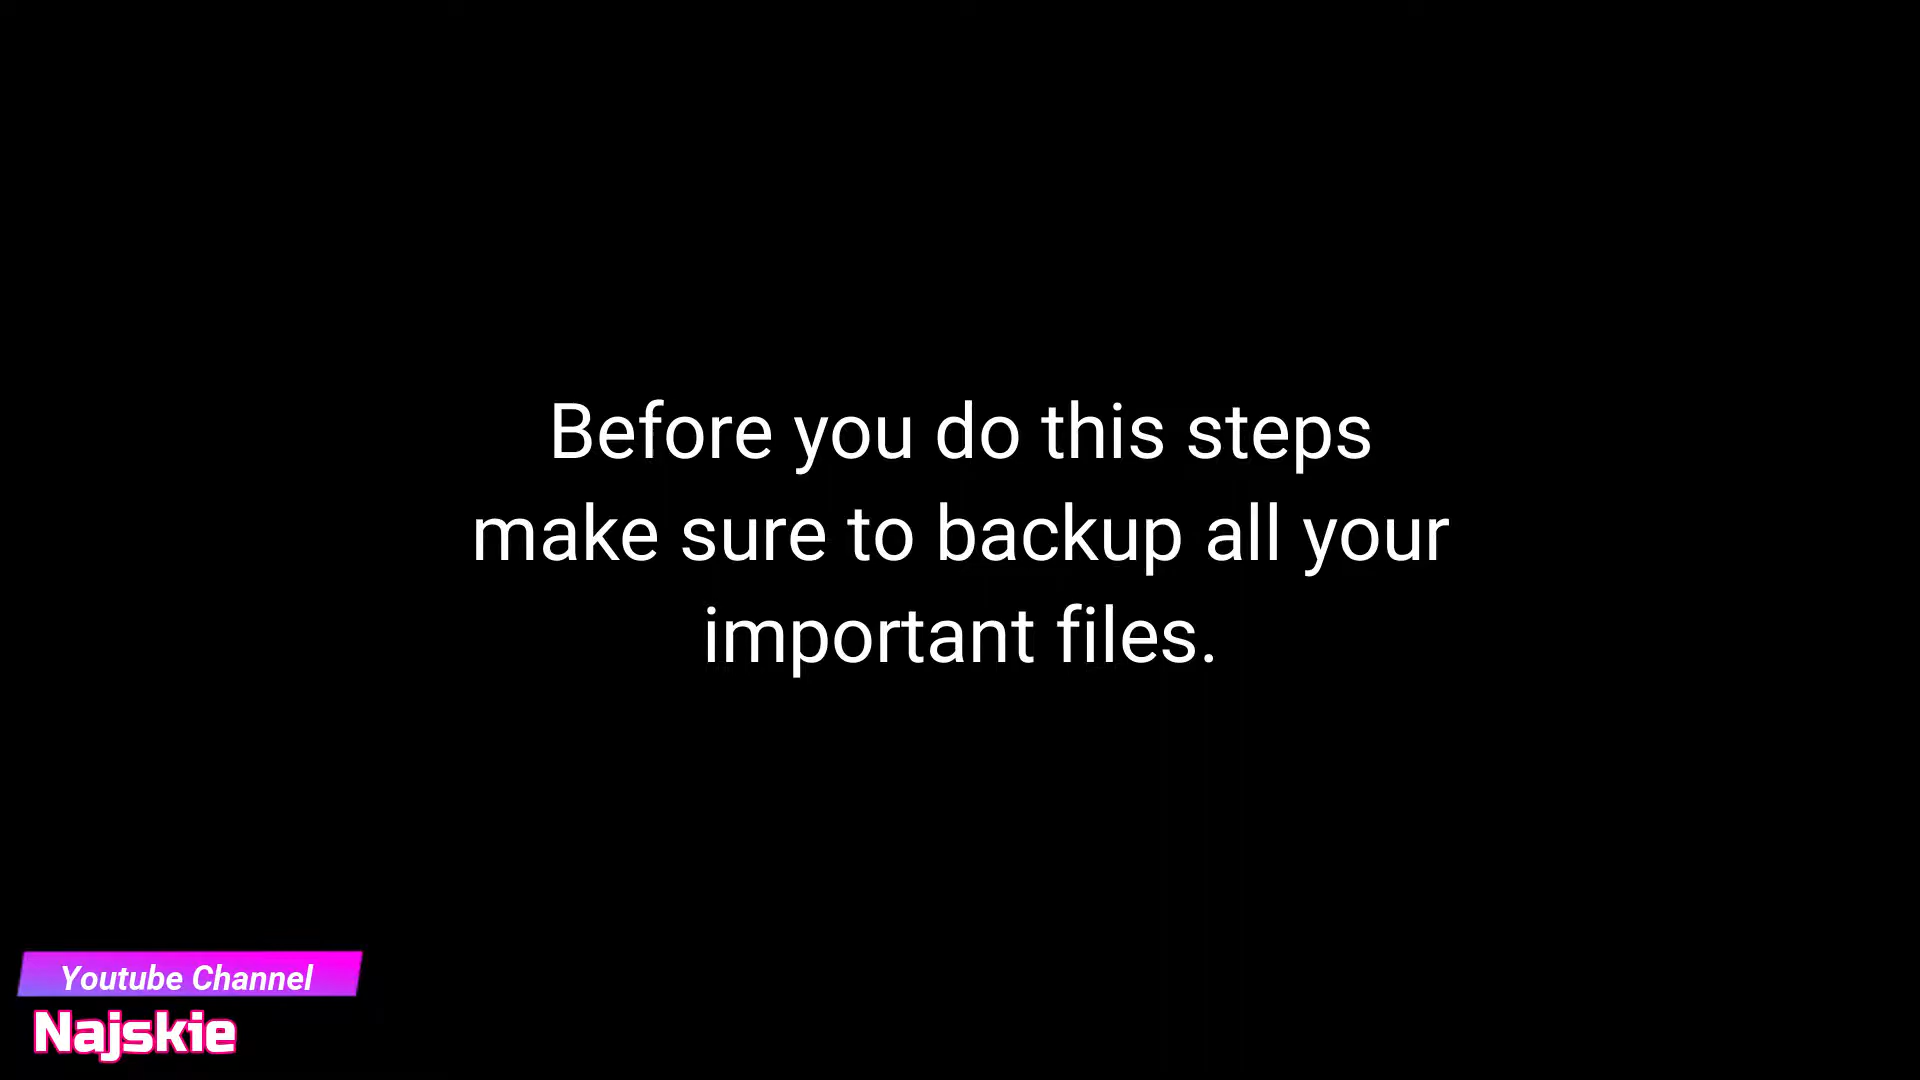 Before you do this steps
make sure to backup all your
important files.
Youtube Channel
Najskie